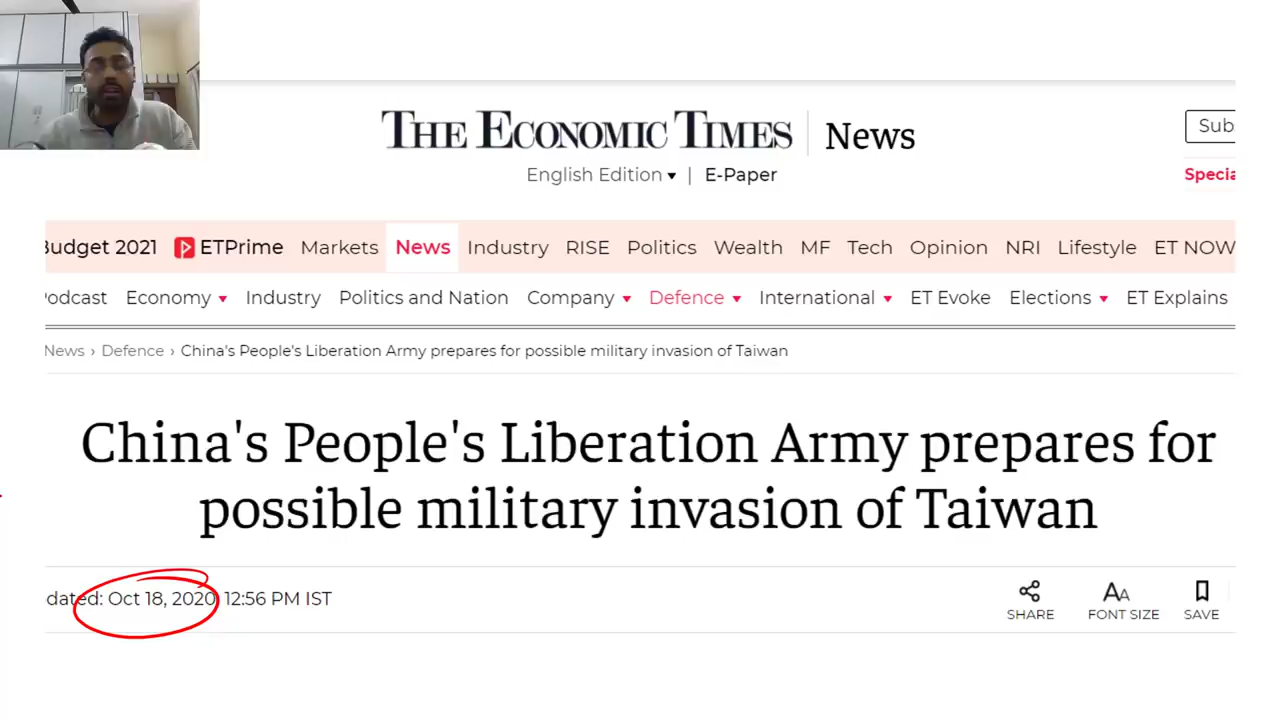 THE ECONOMIC TIMES | News
Sub
English Edition ▾ | E-Paper
Specia
Budget 2021 ETPrime Markets News Industry RISE Politics Wealth MF Tech Opinion NRI Lifestyle ET NOW
Podcast Economy Industry Politics and Nation Company Defence International ET Evoke Elections ET Explains
News › Defence › China's People's Liberation Army prepares for possible military invasion of Taiwan
China's People's Liberation Army prepares for
possible military invasion of Taiwan
dated: Oct 18, 2020, 12:56 PM IST
SHARE
FONT SIZE
SAVE